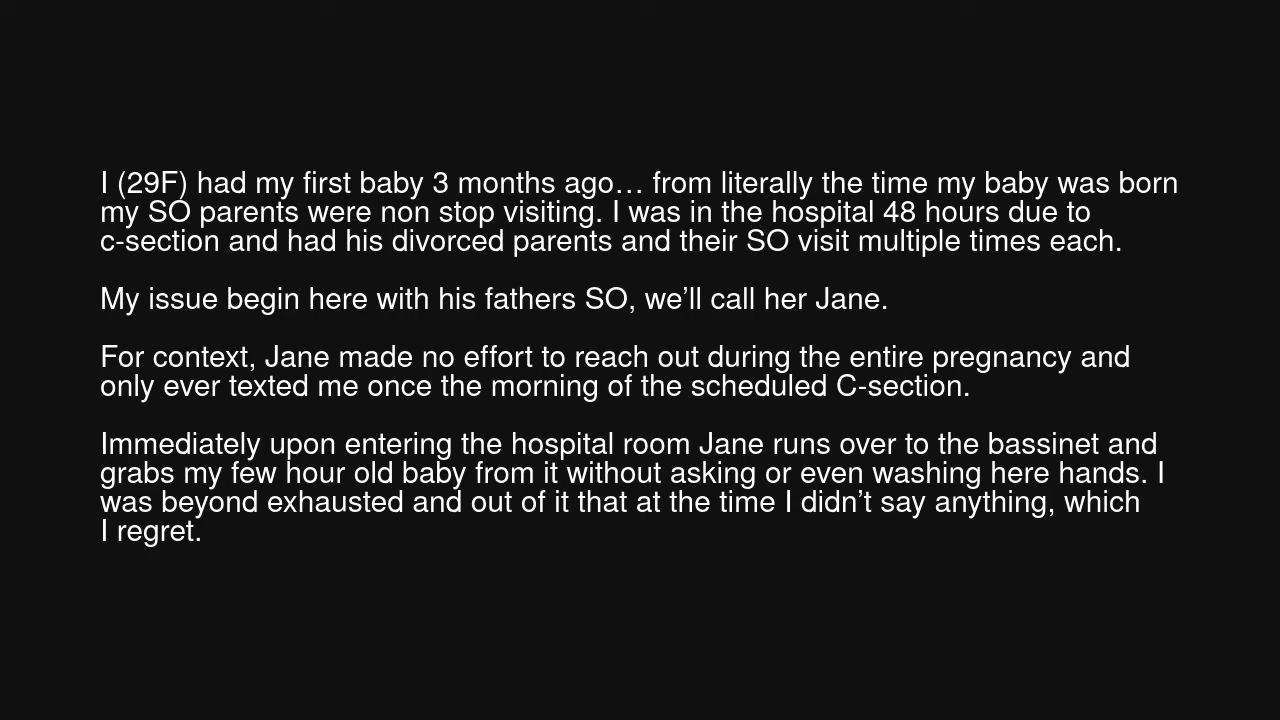 I (29F) had my first baby 3 months ago… from literally the time my baby was born
my SO parents were non stop visiting. I was in the hospital 48 hours due to
c-section and had his divorced parents and their SO visit multiple times each.
My issue begin here with his fathers SO, we’ll call her Jane.
For context, Jane made no effort to reach out during the entire pregnancy and
only ever texted me once the morning of the scheduled C-section.
Immediately upon entering the hospital room Jane runs over to the bassinet and
grabs my few hour old baby from it without asking or even washing here hands. I
was beyond exhausted and out of it that at the time I didn’t say anything, which
I regret.